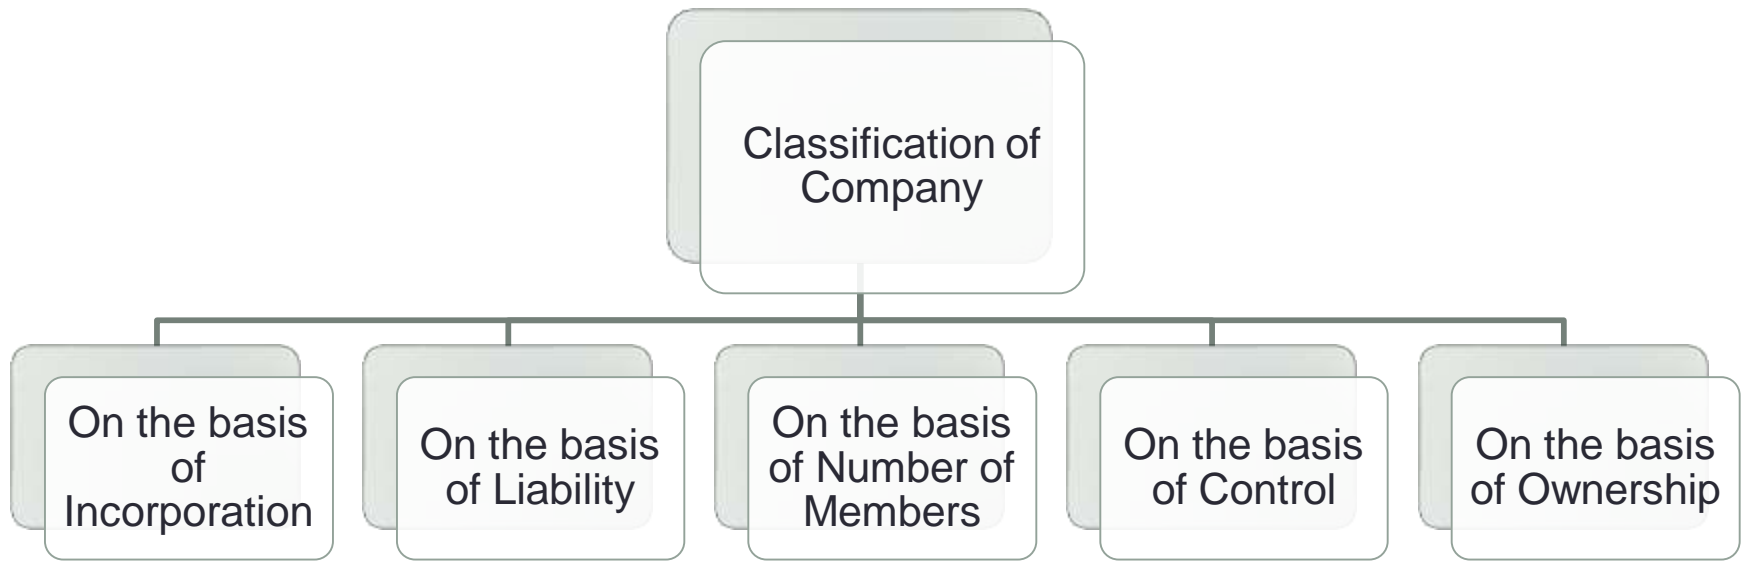 Classification of
Company
On the basis
of
Incorporation
On the basis
of Liability
On the basis
of Number of
Members
On the basis
of Control
On the basis
of Ownership